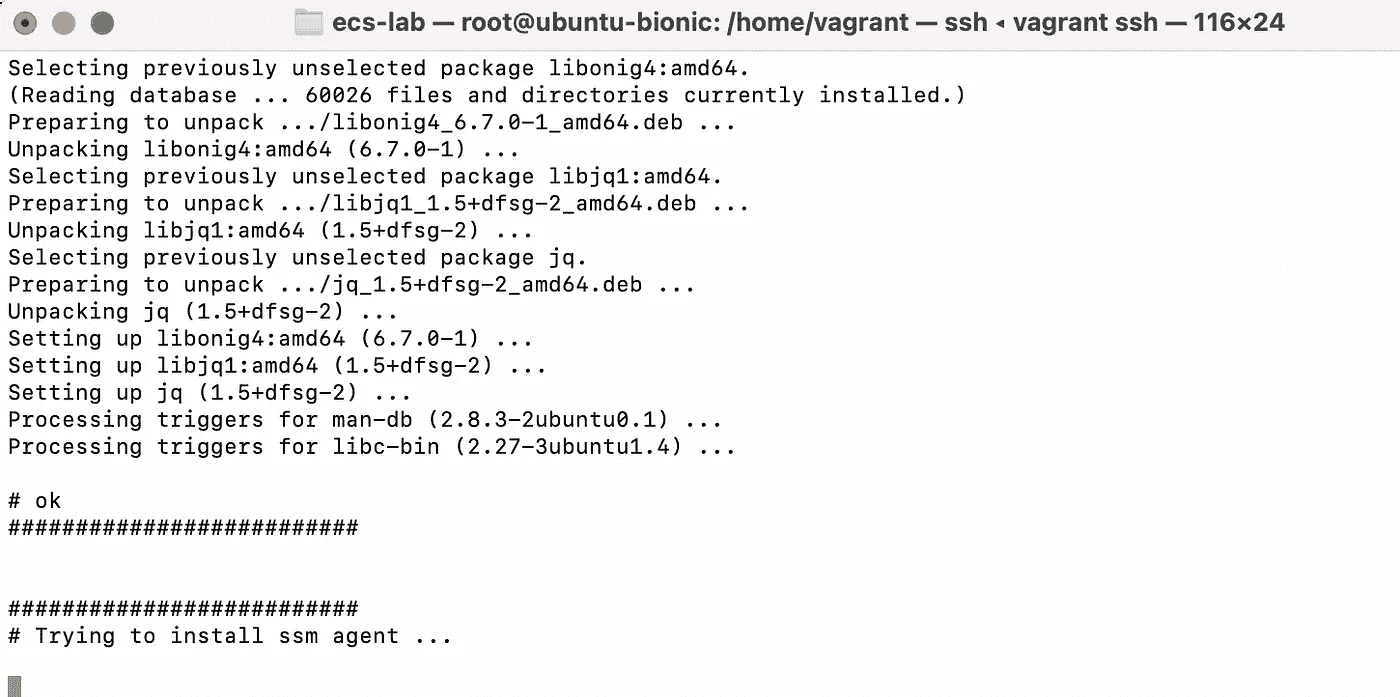 ecs-lab — root@ubuntu-bionic: /home/vagrant — ssh ◂ vagrant ssh — 116×24
Selecting previously unselected package libonig4:amd64.
(Reading database ... 60026 files and directories currently installed.)
Preparing to unpack .../libonig4_6.7.0-1_amd64.deb ...
Unpacking libonig4:amd64 (6.7.0-1) ...
Selecting previously unselected package libjq1:amd64.
Preparing to unpack .../libjq1_1.5+dfsg-2_amd64.deb ...
Unpacking libjq1:amd64 (1.5+dfsg-2) ...
Selecting previously unselected package jq.
Preparing to unpack .../jq_1.5+dfsg-2_amd64.deb ...
Unpacking jq (1.5+dfsg-2) ...
Setting up libonig4:amd64 (6.7.0-1) ...
Setting up libjq1:amd64 (1.5+dfsg-2) ...
Setting up jq (1.5+dfsg-2) ...
Processing triggers for man-db (2.8.3-2ubuntu0.1) ...
Processing triggers for libc-bin (2.27-3ubuntu1.4) ...
# ok
##########################
##########################
# Trying to install ssm agent ...